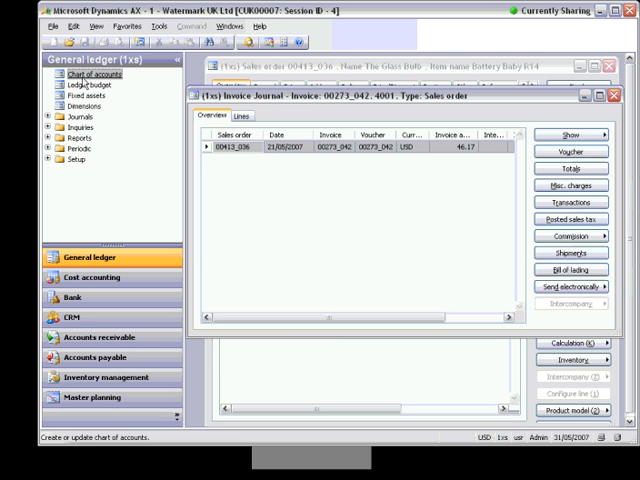 Microsoft Dynamics AX - 1 - Watermark UK Ltd [CUK00007: Session ID - 4]
Currently Sharing
File Edit View Favorites Tools Command Windows Help
General ledger (1xs)
Chart of accounts
Ledger budget
Fixed assets
Dimensions
Journals
Inquiries
Reports
Periodic
Setup
General ledger
Cost accounting
Bank
CRM
Accounts receivable
Accounts payable
Inventory management
Master planning
(1xs) Sales order 00413_036 , Name The Glass Bulb , Item name Battery Baby R14
(1xs) Invoice Journal - Invoice: 00273_042, 4001, Type: Sales order
Overview Lines
Sales order Date Invoice Voucher Curr... Invoice a... Inte...
00413_036 21/05/2007 00273_042 00273_042 USD 46.17
Show
Voucher
Totals
Misc. charges
Transactions
Posted sales tax
Commission
Shipments
Bill of lading
Send electronically
Intercompany
Calculation (K)
Inventory
Intercompany (Z)
Configure line (1)
Product model (2)
Create or update chart of accounts.
USD 1xs usr Admin 31/05/2007